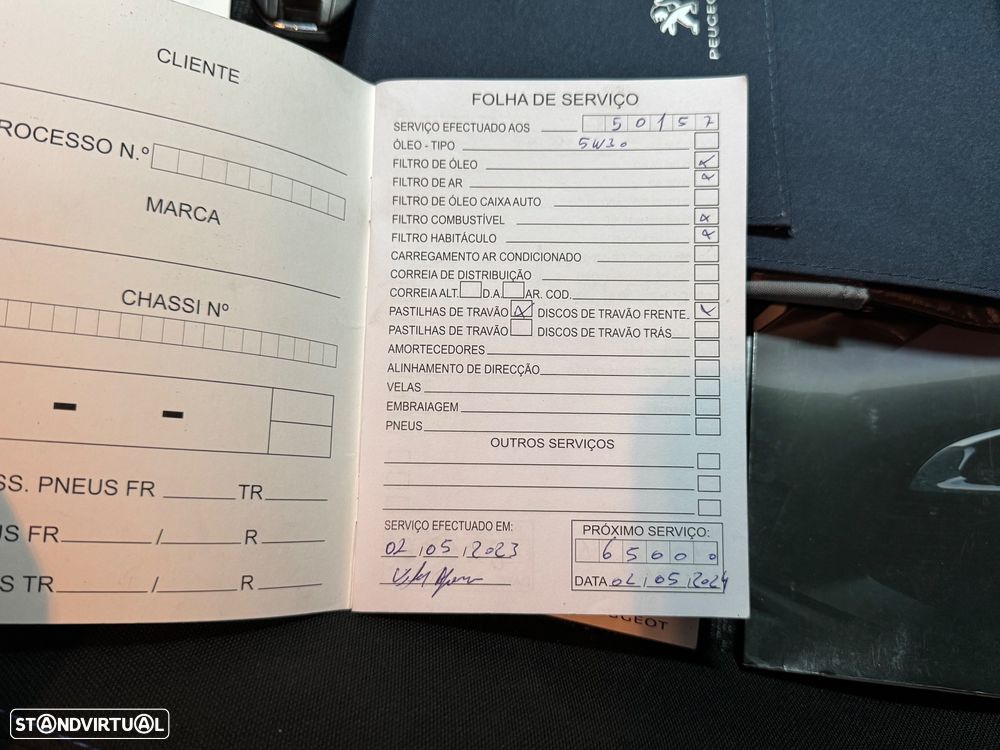 CLIENTE
ROCESSO N.º
MARCA
CHASSI Nº
- -
SS. PNEUS FR TR
US FR / R
S TR / R
PEUGEO
FOLHA DE SERVIÇO
SERVIÇO EFECTUADO AOS 50157
ÓLEO - TIPO 5W30
FILTRO DE ÓLEO
FILTRO DE AR
FILTRO DE ÓLEO CAIXA AUTO
FILTRO COMBUSTÍVEL
FILTRO HABITÁCULO
CARREGAMENTO AR CONDICIONADO
CORREIA DE DISTRIBUIÇÃO
CORREIA ALT. D.A. AR. COD.
PASTILHAS DE TRAVÃO DISCOS DE TRAVÃO FRENTE
PASTILHAS DE TRAVÃO DISCOS DE TRAVÃO TRÁS
AMORTECEDORES
ALINHAMENTO DE DIRECÇÃO
VELAS
EMBRAIAGEM
PNEUS
OUTROS SERVIÇOS
SERVIÇO EFECTUADO EM:
02, 05, 2023
PRÓXIMO SERVIÇO:
65000
DATA 02, 05, 2024
UGEOT
STANDVIRTUAL